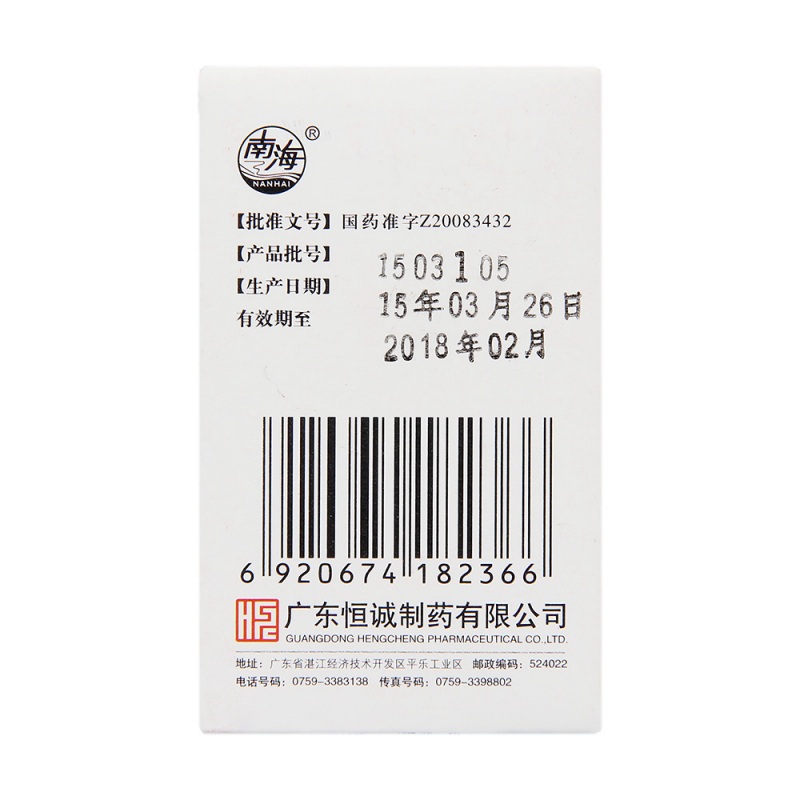 南海®
NANHAI
【批准文号】国药准字Z20083432
【产品批号】 1503105
【生产日期】 15年03月26日
有效期至 2018年02月
6 920674 182366
广东恒诚制药有限公司
GUANGDONG HENGCHENG PHARMACEUTICAL CO.,LTD.
地址：广东省湛江经济技术开发区平乐工业区 邮政编码：524022
电话号码：0759-3383138 传真号码：0759-3398802